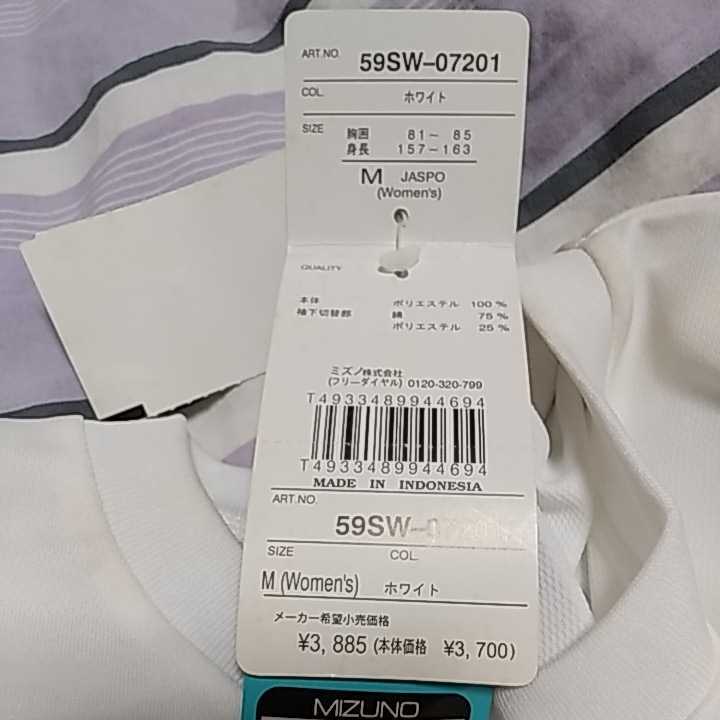 ART.NO. 59SW-07201
COL. ホワイト
SIZE 胸囲 81- 85
身長 157-163
M JASPO
(Women's)
QUALITY
本体 ポリエステル 100%
袖下切替部 綿 75%
ポリエステル 25%
ミズノ株式会社
(フリーダイヤル) 0120-320-799
T4933489944694
T4933489944694
MADE IN INDONESIA
ART.NO.
59SW-07201
SIZE COL.
M (Women's) ホワイト
メーカー希望小売価格
¥3,885 (本体価格 ¥3,700)
MIZUNO